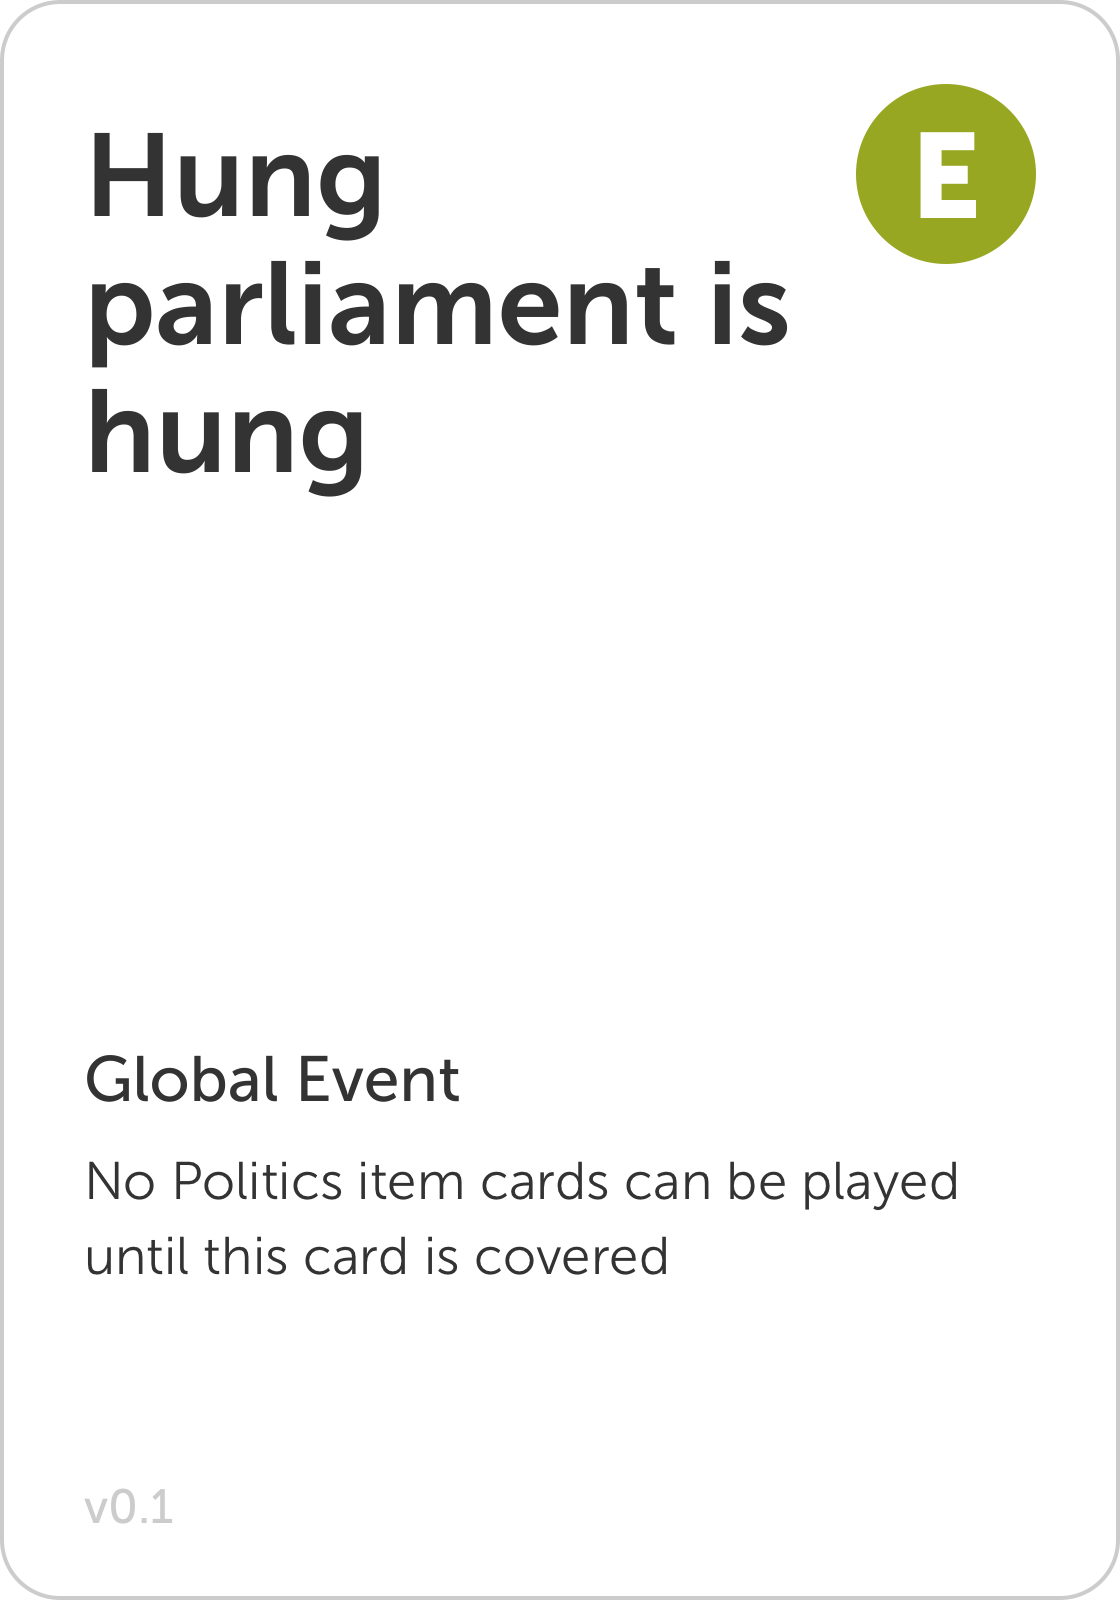 Hung
E
parliament is
hung
Global Event
No Politics item cards can be played
until this card is covered
v0.1